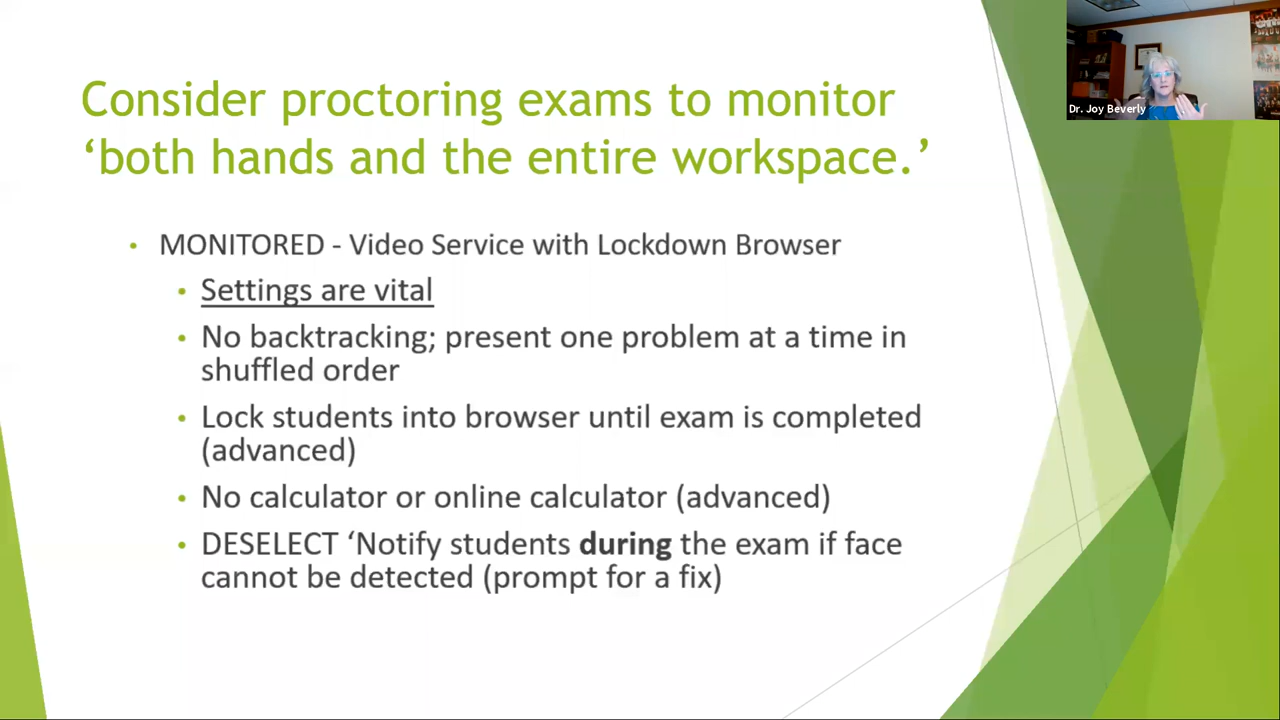 Consider proctoring exams to monitor
‘both hands and the entire workspace.’
Dr. Joy Beverly
• MONITORED - Video Service with Lockdown Browser
• Settings are vital
• No backtracking; present one problem at a time in
shuffled order
• Lock students into browser until exam is completed
(advanced)
• No calculator or online calculator (advanced)
• DESELECT ‘Notify students during the exam if face
cannot be detected (prompt for a fix)